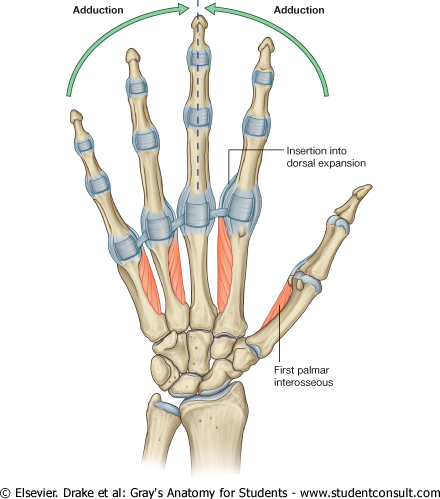 Adduction
Adduction
Insertion into
dorsal expansion
First palmar
interosseous
© Elsevier. Drake et al: Gray's Anatomy for Students - www.studentconsult.com